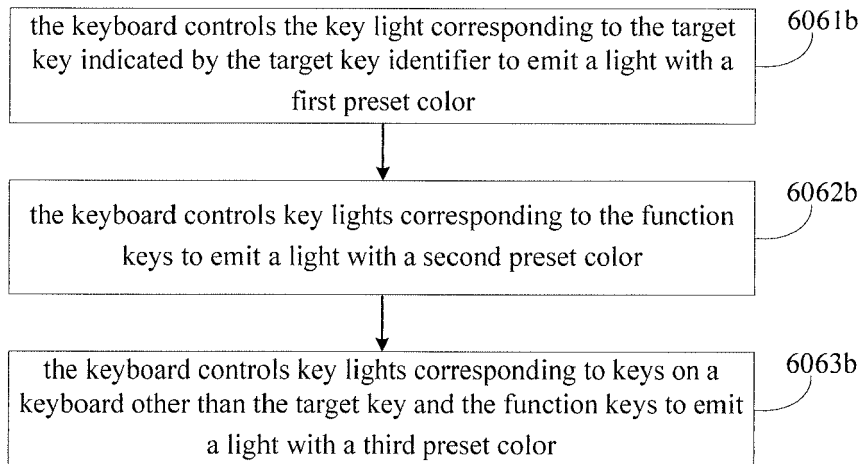 the keyboard controls the key light corresponding to the target
key indicated by the target key identifier to emit a light with a
first preset color
6061b
the keyboard controls key lights corresponding to the function
keys to emit a light with a second preset color
6062b
the keyboard controls key lights corresponding to keys on a
keyboard other than the target key and the function keys to emit
a light with a third preset color
6063b